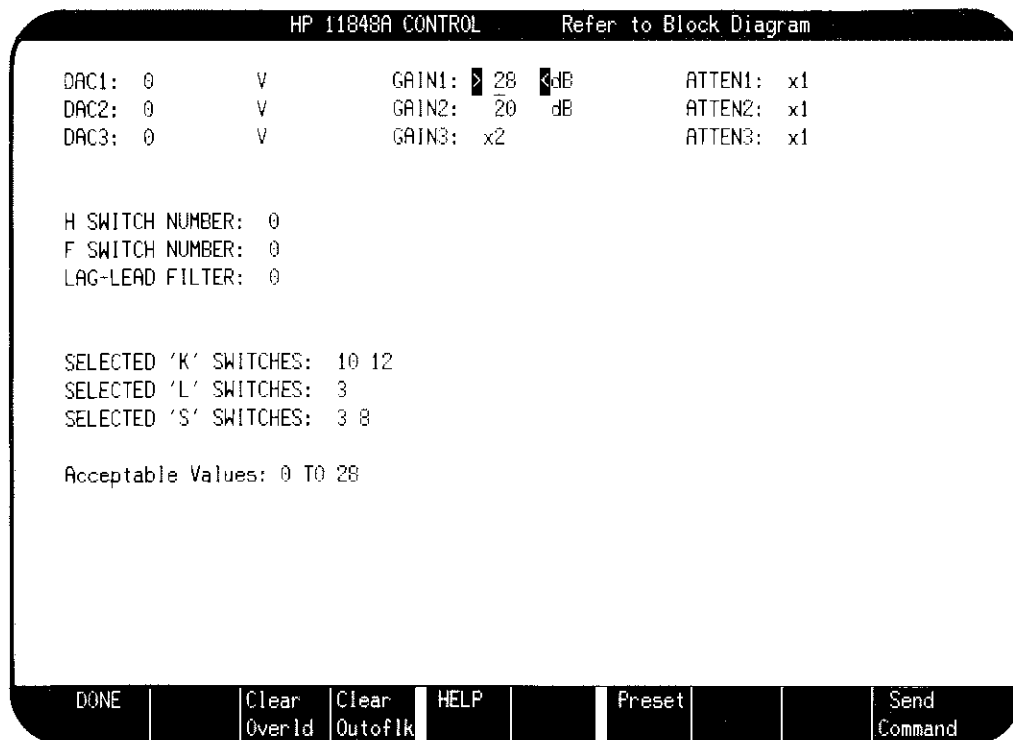 HP 11848A CONTROL Refer to Block Diagram
DAC1: 0 V GAIN1: > 28 <dB ATTEN1: x1
DAC2: 0 V GAIN2: 20 dB ATTEN2: x1
DAC3: 0 V GAIN3: x2 ATTEN3: x1
H SWITCH NUMBER: 0
F SWITCH NUMBER: 0
LAG-LEAD FILTER: 0
SELECTED 'K' SWITCHES: 10 12
SELECTED 'L' SWITCHES: 3
SELECTED 'S' SWITCHES: 3 8
Acceptable Values: 0 TO 28
DONE Clear Clear HELP Preset Send
Overld Outoflk Command